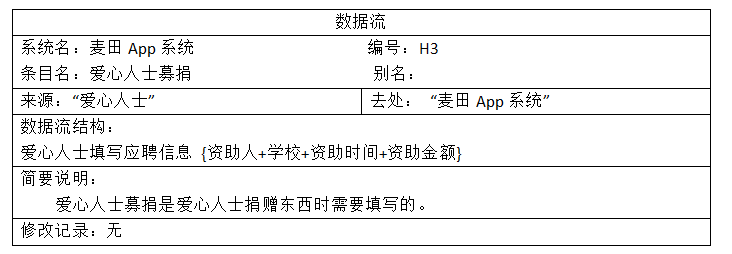 数据流
系统名：麦田 App 系统 编号：H3
条目名：爱心人士募捐 别名：
来源：“爱心人士” 去处： “麦田 App 系统”
数据流结构：
爱心人士填写应聘信息 {资助人+学校+资助时间+资助金额}
简要说明：
爱心人士募捐是爱心人士捐赠东西时需要填写的。
修改记录：无